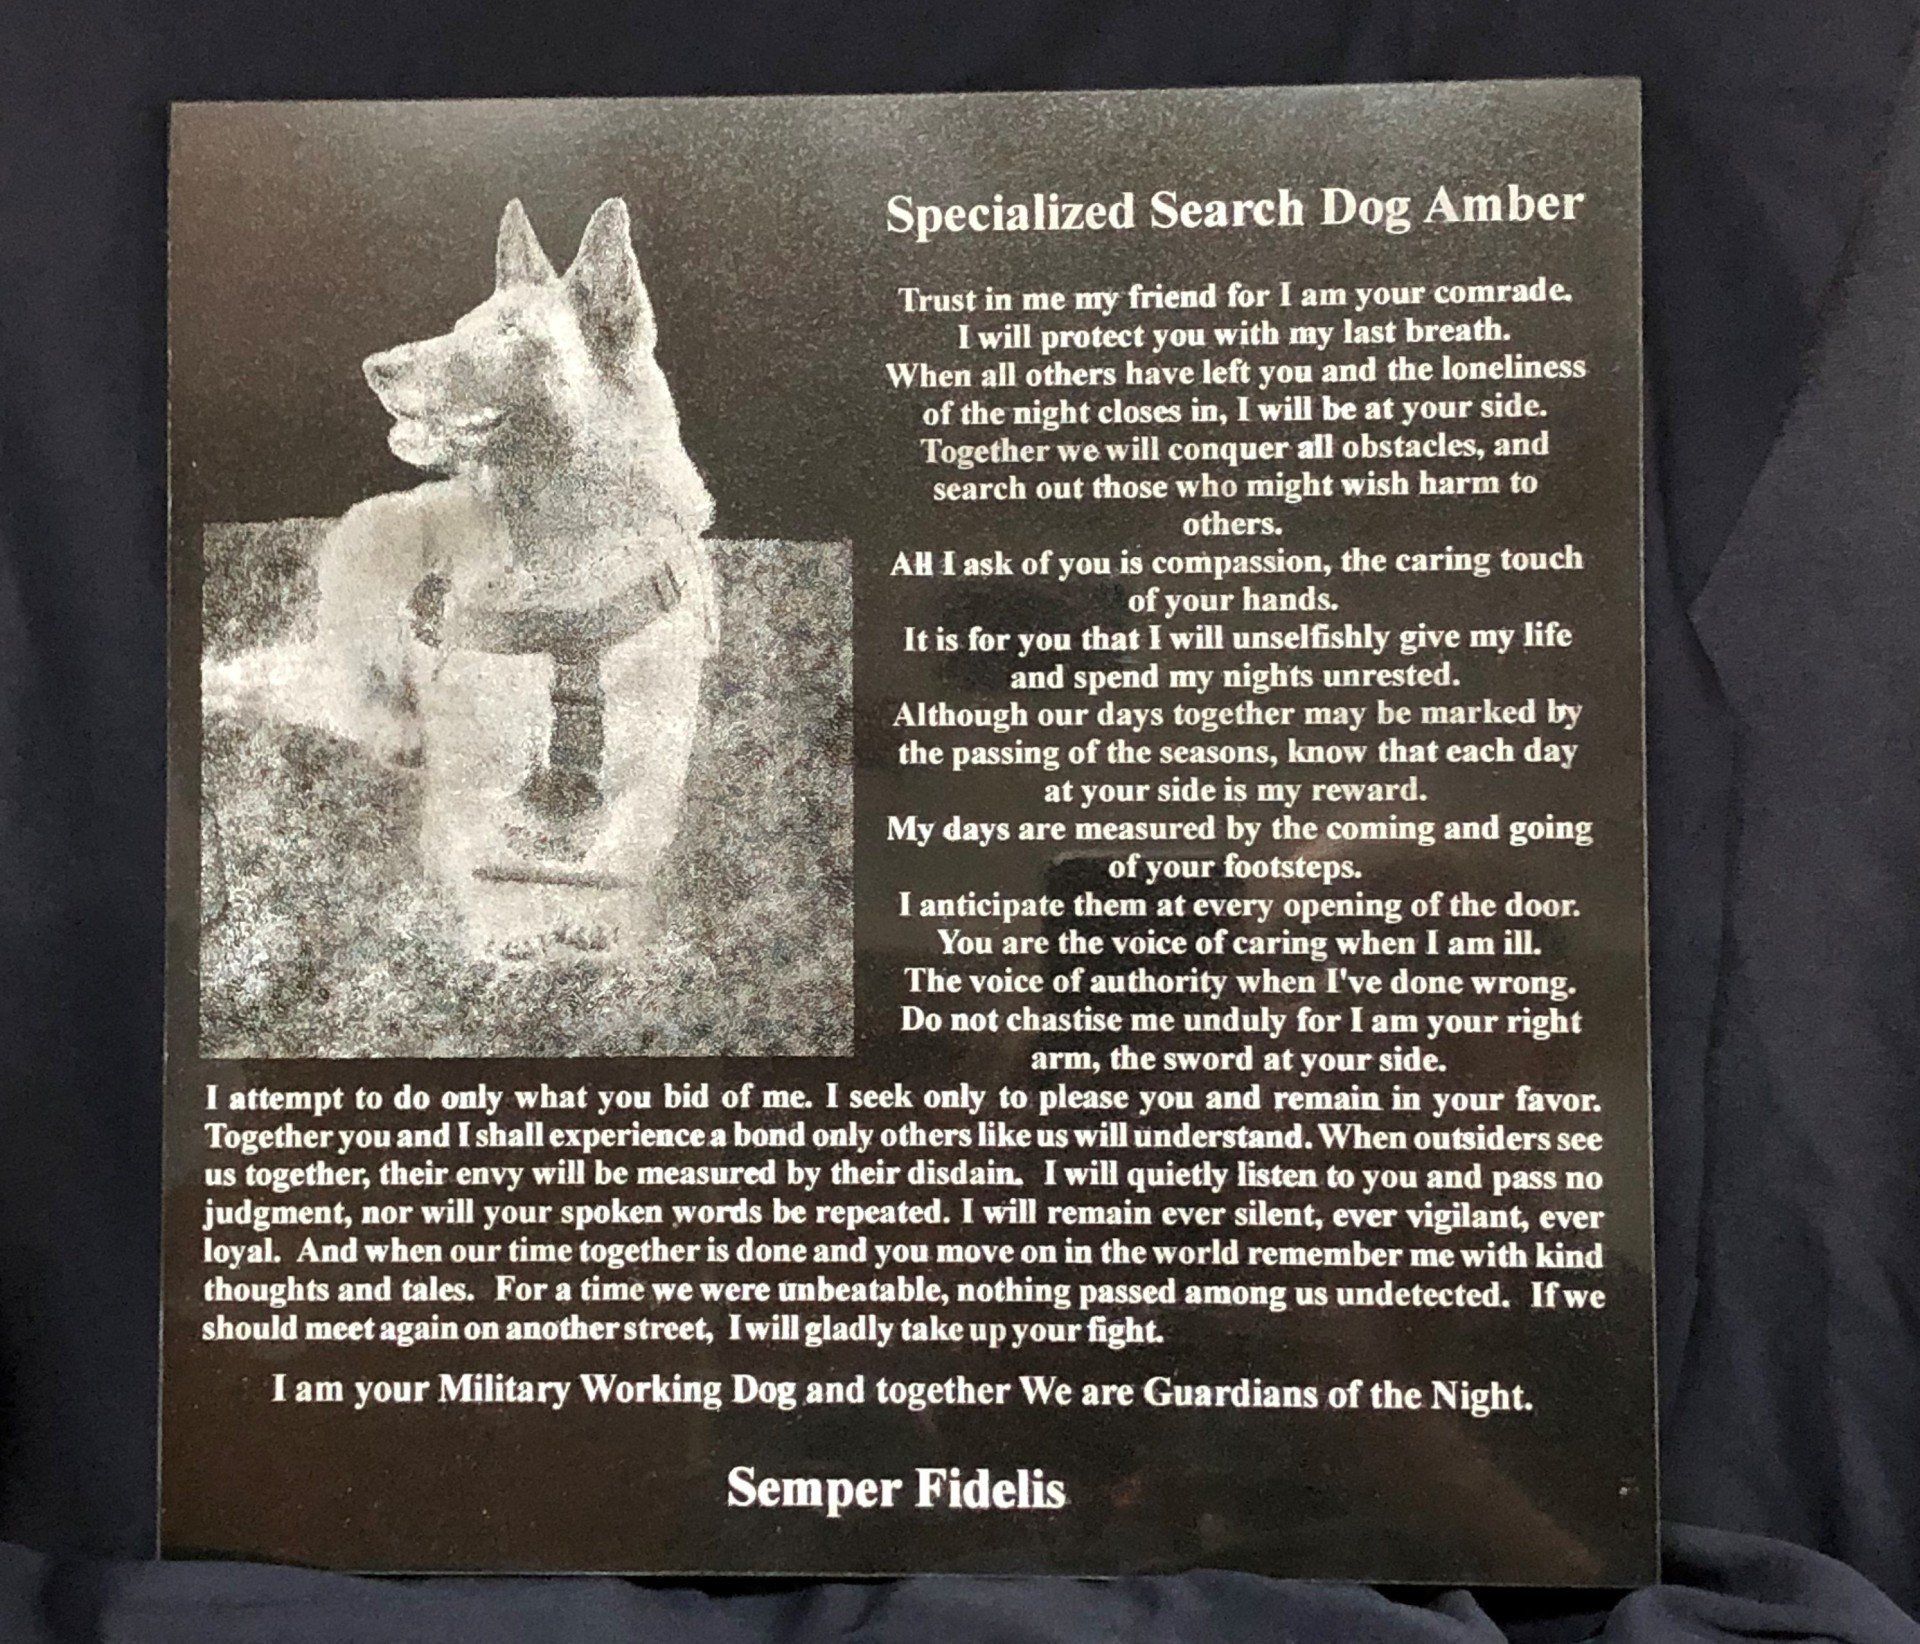 Specialized Search Dog Amber
Trust in me my friend for I am your comrade.
I will protect you with my last breath.
When all others have left you and the loneliness
of the night closes in, I will be at your side.
Together we will conquer all obstacles, and
search out those who might wish harm to
others.
All I ask of you is compassion, the caring touch
of your hands.
It is for you that I will unselfishly give my life
and spend my nights unrested.
Although our days together may be marked by
the passing of the seasons, know that each day
at your side is my reward.
My days are measured by the coming and going
of your footsteps.
I anticipate them at every opening of the door.
You are the voice of caring when I am ill.
The voice of authority when I've done wrong.
Do not chastise me unduly for I am your right
arm, the sword at your side.
I attempt to do only what you bid of me. I seek only to please you and remain in your favor.
Together you and I shall experience a bond only others like us will understand. When outsiders see
us together, their envy will be measured by their disdain. I will quietly listen to you and pass no
judgment, nor will your spoken words be repeated. I will remain ever silent, ever vigilant, ever
loyal. And when our time together is done and you move on in the world remember me with kind
thoughts and tales. For a time we were unbeatable, nothing passed among us undetected. If we
should meet again on another street, I will gladly take up your fight.
I am your Military Working Dog and together We are Guardians of the Night.
Semper Fidelis